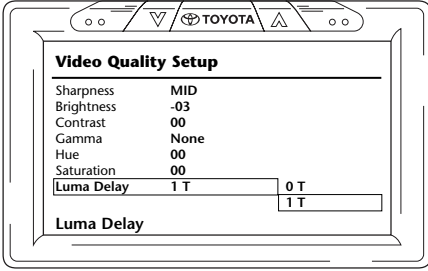 TOYOTA
Video Quality Setup
Sharpness MID
Brightness -03
Contrast 00
Gamma None
Hue 00
Saturation 00
Luma Delay 1 T 0 T
1 T
Luma Delay